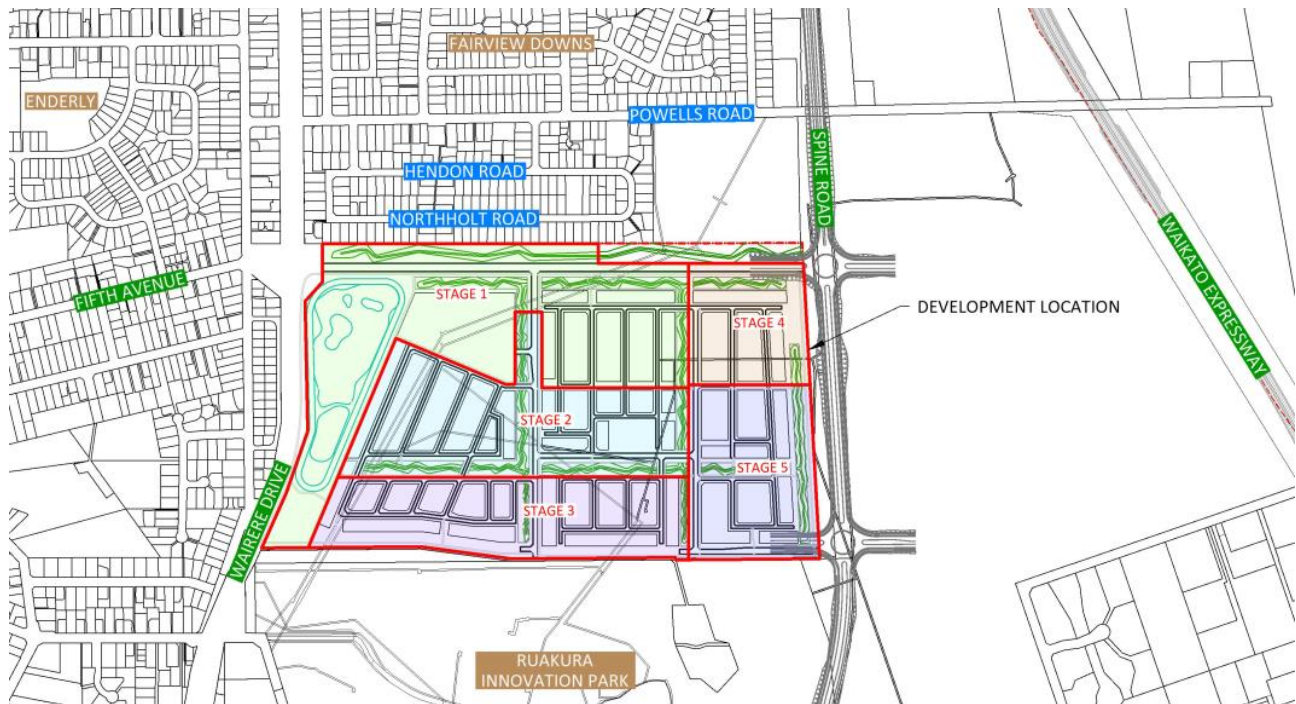 FAIRVIEW DOWNS
ENDERLY
POWELLS ROAD
SPINE ROAD
HENDON ROAD
NORTHHOLT ROAD
FIFTH AVENUE
WAIKATO EXPRESSWAY
STAGE 1
DEVELOPMENT LOCATION
STAGE 4
STAGE 2
STAGE 5
STAGE 3
WAIRERE DRIVE
RUAKURA
INNOVATION PARK